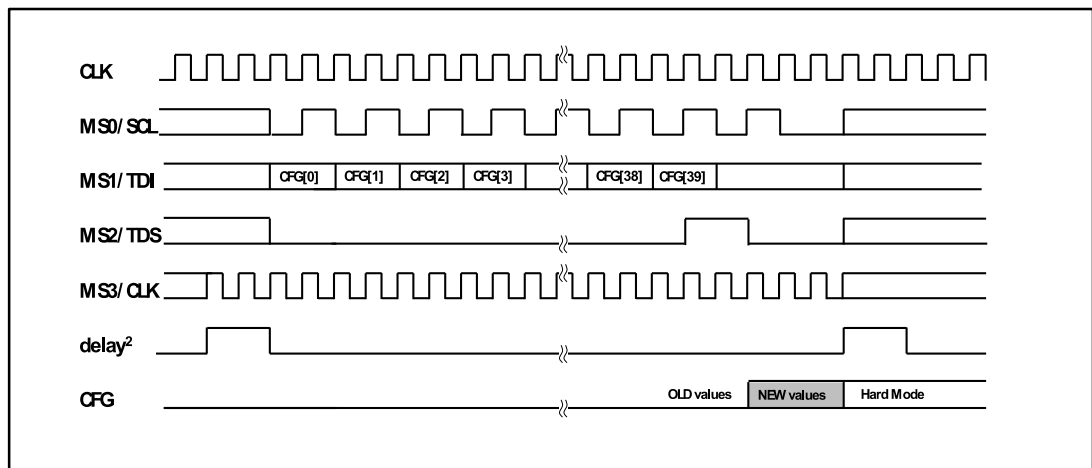 CLK
MS0/ SCL
MS1/ TDI CFG[0] CFG[1] CFG[2] CFG[3] CFG[38] CFG[39]
MS2/ TDS
MS3/ CLK
delay²
CFG OLD values NEW values Hard Mode